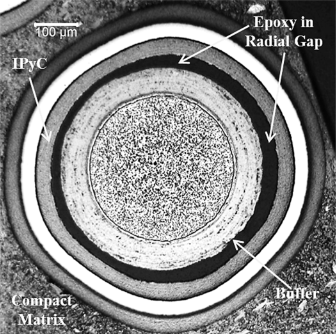 100 µm
Epoxy in
Radial Gap
IPyC
Buffer
Compact
Matrix